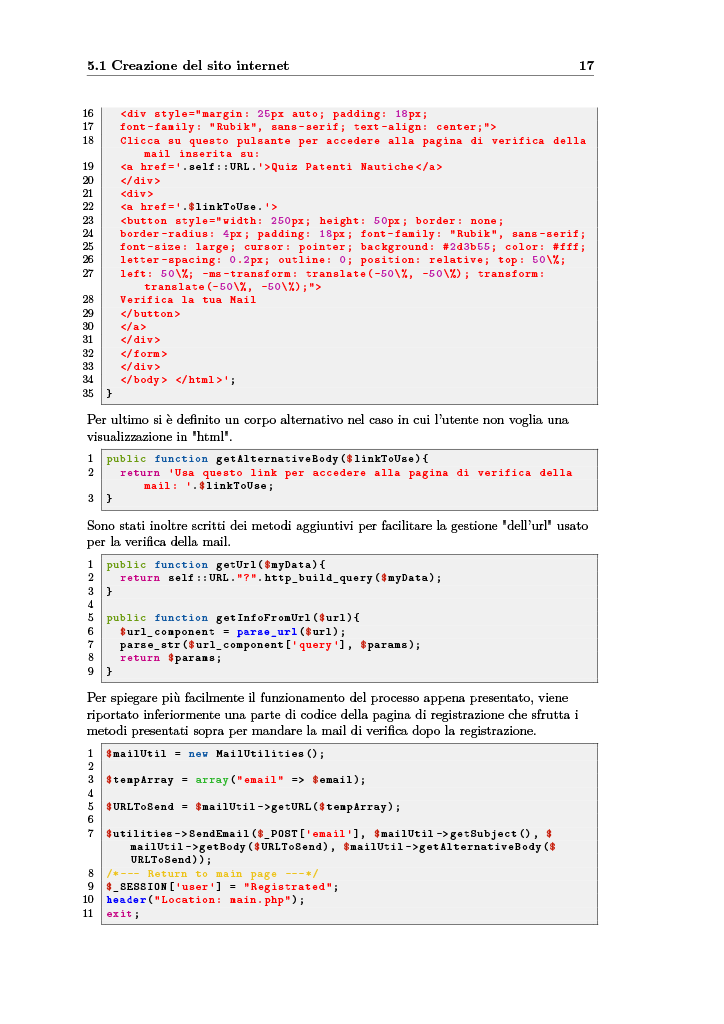 5.1 Creazione del sito internet 17
16 <div style="margin: 25px auto; padding: 18px;
17 font-family: "Rubik", sans-serif; text-align: center;">
18 Clicca su questo pulsante per accedere alla pagina di verifica della
mail inserita su:
19 <a href='.self::URL.'>Quiz Patenti Nautiche</a>
20 </div>
21 <div>
22 <a href='.$linkToUse.'>
23 <button style="width: 250px; height: 50px; border: none;
24 border-radius: 4px; padding: 18px; font-family: "Rubik", sans-serif;
25 font-size: large; cursor: pointer; background: #2d3b55; color: #fff;
26 letter-spacing: 0.2px; outline: 0; position: relative; top: 50\%;
27 left: 50\%; -ms-transform: translate(-50\%, -50\%); transform:
translate(-50\%, -50\%);">
28 Verifica la tua Mail
29 </button>
30 </a>
31 </div>
32 </form>
33 </div>
34 </body> </html>';
35 }
Per ultimo si è definito un corpo alternativo nel caso in cui l'utente non voglia una
visualizzazione in "html".
1 public function getAlternativeBody($linkToUse){
2 return 'Usa questo link per accedere alla pagina di verifica della
mail: '.$linkToUse;
3 }
Sono stati inoltre scritti dei metodi aggiuntivi per facilitare la gestione "dell'url" usato
per la verifica della mail.
1 public function getUrl($myData){
2 return self::URL."?".http_build_query($myData);
3 }
4
5 public function getInfoFromUrl($url){
6 $url_component = parse_url($url);
7 parse_str($url_component['query'], $params);
8 return $params;
9 }
Per spiegare più facilmente il funzionamento del processo appena presentato, viene
riportato inferiormente una parte di codice della pagina di registrazione che sfrutta i
metodi presentati sopra per mandare la mail di verifica dopo la registrazione.
1 $mailUtil = new MailUtilities();
2
3 $tempArray = array("email" => $email);
4
5 $URLToSend = $mailUtil->getURL($tempArray);
6
7 $utilities->SendEmail($_POST['email'], $mailUtil->getSubject(), $
mailUtil->getBody($URLToSend), $mailUtil->getAlternativeBody($
URLToSend));
8 /*--- Return to main page ---*/
9 $_SESSION['user'] = "Registrated";
10 header("Location: main.php");
11 exit;